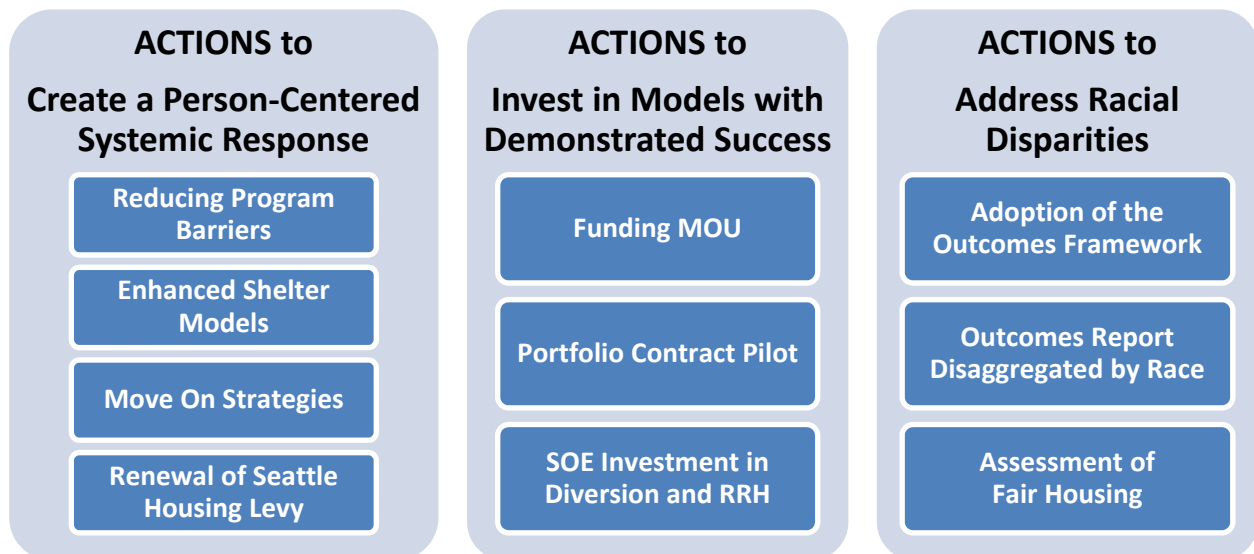 ACTIONS to
Create a Person-Centered
Systemic Response
Reducing Program
Barriers
Enhanced Shelter
Models
Move On Strategies
Renewal of Seattle
Housing Levy
ACTIONS to
Invest in Models with
Demonstrated Success
Funding MOU
Portfolio Contract Pilot
SOE Investment in
Diversion and RRH
ACTIONS to
Address Racial
Disparities
Adoption of the
Outcomes Framework
Outcomes Report
Disaggregated by Race
Assessment of
Fair Housing